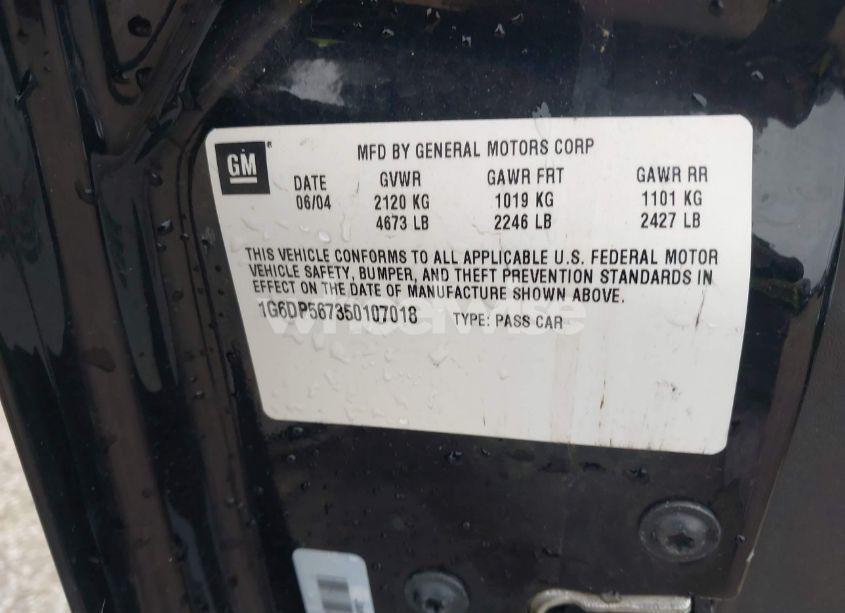 GM
MFD BY GENERAL MOTORS CORP
DATE GVWR GAWR FRT GAWR RR
06/04 2120 KG 1019 KG 1101 KG
4673 LB 2246 LB 2427 LB
THIS VEHICLE CONFORMS TO ALL APPLICABLE U.S. FEDERAL MOTOR
VEHICLE SAFETY, BUMPER, AND THEFT PREVENTION STANDARDS IN
EFFECT ON THE DATE OF MANUFACTURE SHOWN ABOVE.
1G6DP567350107018 TYPE: PASS CAR